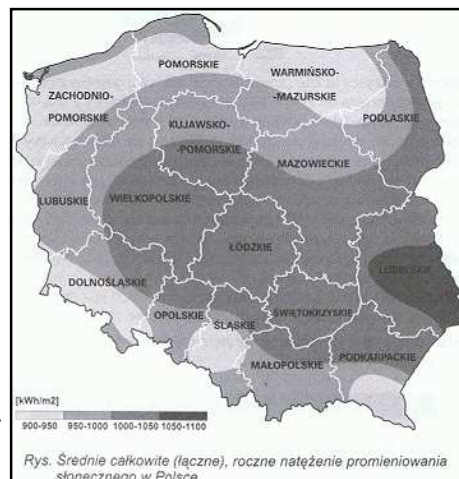 POMORSKIE
WARMIŃSKO-
-MAZURSKIE
ZACHODNIO-
POMORSKIE
PODLASKIE
KUJAWSKO-
-POMORSKIE
MAZOWIECKIE
LUBUSKIE
WIELKOPOLSKIE
ŁÓDZKIE
LUBELSKIE
DOLNOŚLĄSKIE
OPOLSKIE
ŚLĄSKIE
ŚWIĘTOKRZYSKIE
MAŁOPOLSKIE
PODKARPACKIE
[kWh/m2]
900-950 950-1000 1000-1050 1050-1100
Rys. Średnie całkowite (łączne), roczne natężenie promieniowania
słonecznego w Polsce